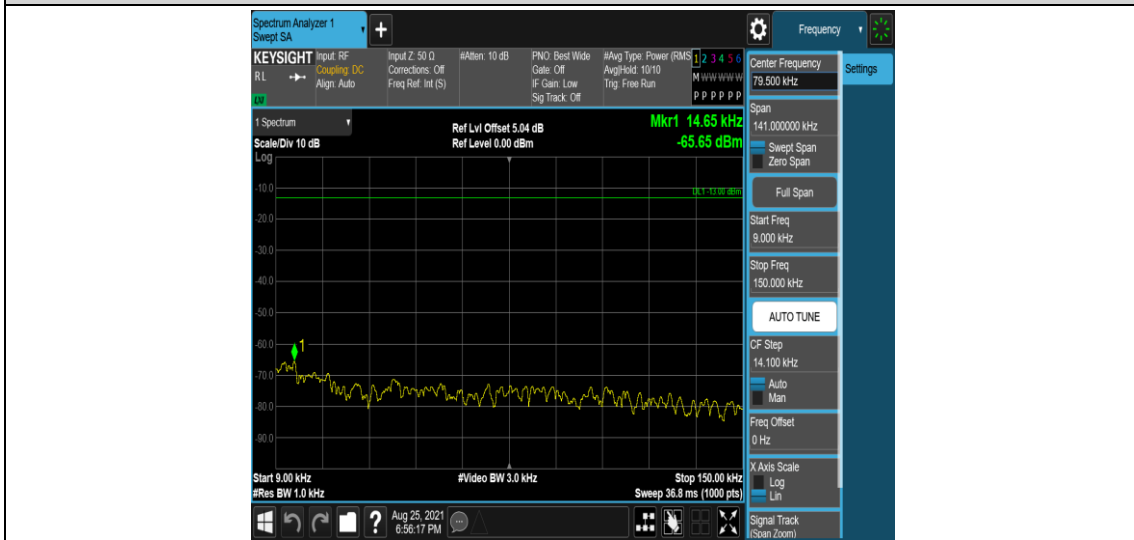 Spectrum Analyzer 1
Swept SA
+
Frequency
KEYSIGHT
RL
Input: RF
Coupling: DC
Align: Auto
Input Z: 50 Ω
Corrections: Off
Freq Ref: Int (S)
#Atten: 10 dB
PNO: Best Wide
Gate: Off
IF Gain: Low
Sig Track: Off
#Avg Type: Power (RMS
Avg|Hold: 10/10
Trig: Free Run
1 2 3 4 5 6
M W W W W W
P P P P P P
1 Spectrum
Scale/Div 10 dB
Log
Ref Lvl Offset 5.04 dB
Ref Level 0.00 dBm
Mkr1 14.65 kHz
-65.65 dBm
-10.0
DL1 -13.00 dBm
-20.0
-30.0
-40.0
-50.0
-60.0
1
-70.0
-80.0
-90.0
Start 9.00 kHz
#Video BW 3.0 kHz
Stop 150.00 kHz
#Res BW 1.0 kHz
Sweep 36.8 ms (1000 pts)
?
Aug 25, 2021
6:56:17 PM
Center Frequency
79.500 kHz
Settings
Span
141.000000 kHz
Swept Span
Zero Span
Full Span
Start Freq
9.000 kHz
Stop Freq
150.000 kHz
AUTO TUNE
CF Step
14.100 kHz
Auto
Man
Freq Offset
0 Hz
X Axis Scale
Log
Lin
Signal Track
(Span Zoom)